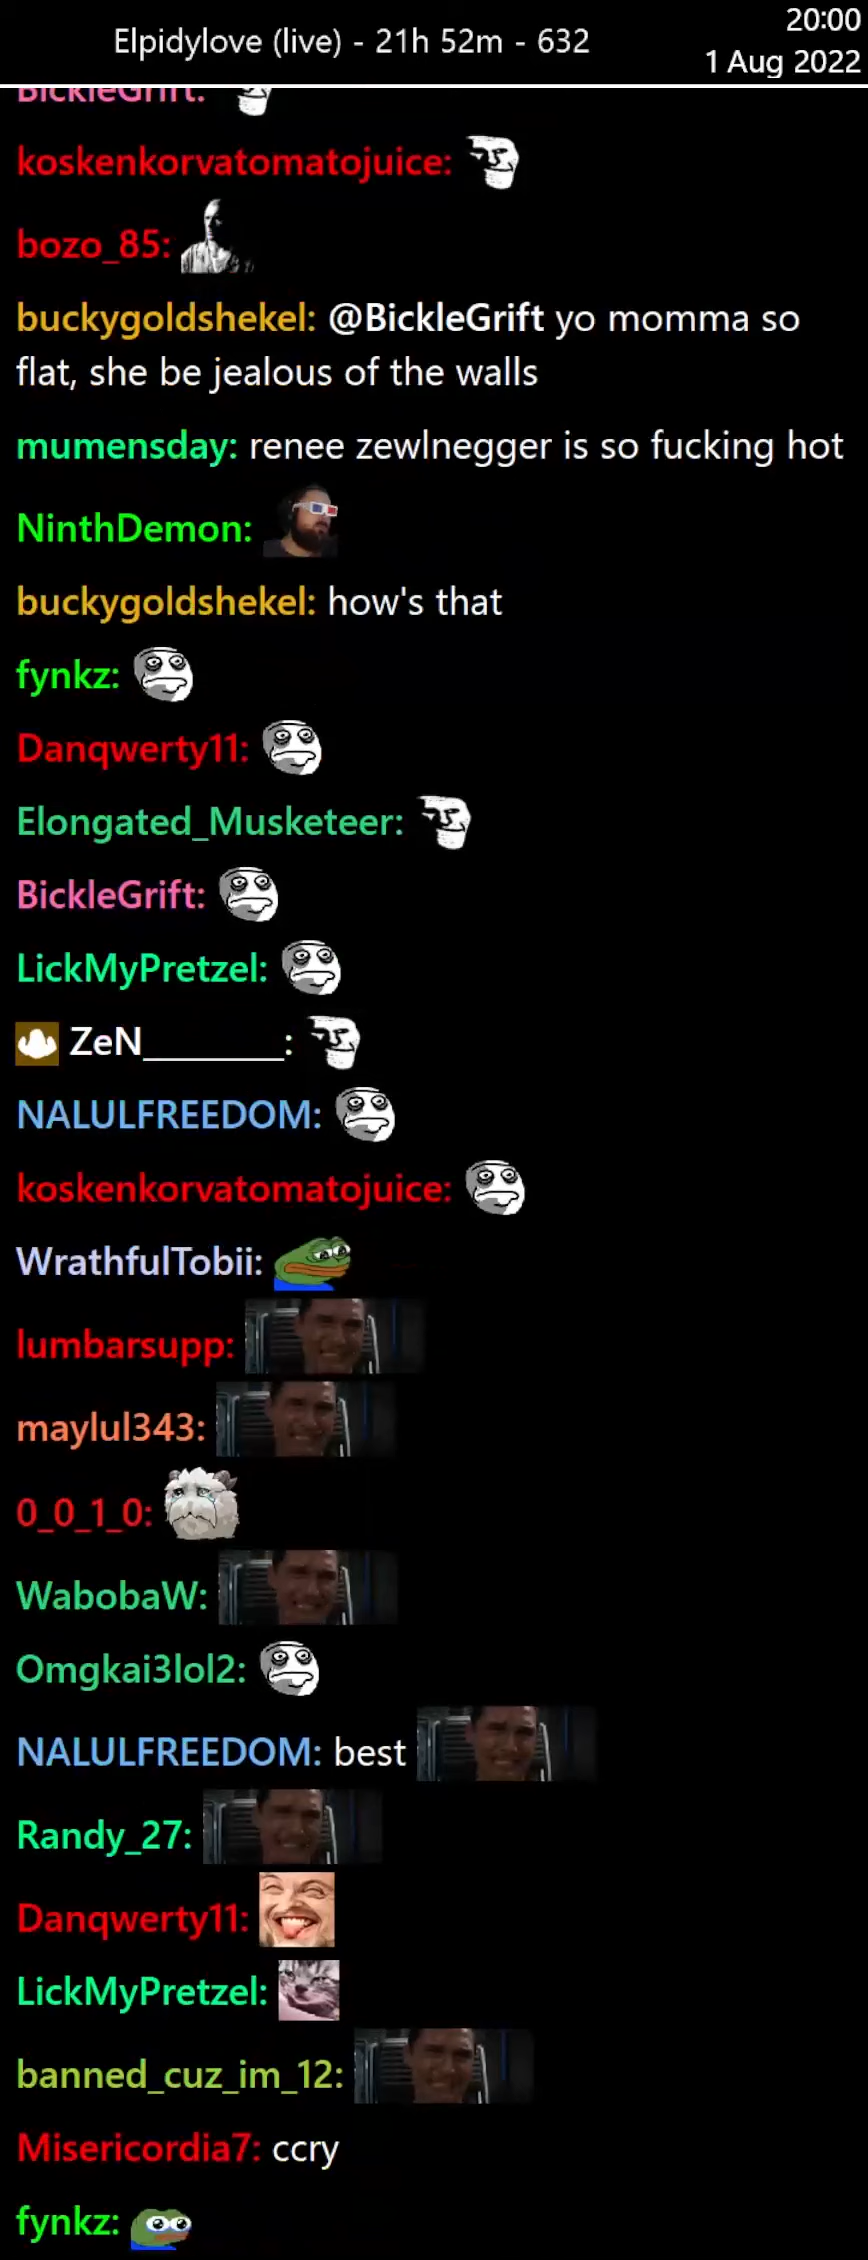 Elpidylove (live) - 21h 52m - 632
20:00
1 Aug 2022
BickleGrift:
koskenkorvatomatojuice:
bozo_85:
buckygoldshekel: @BickleGrift yo momma so
flat, she be jealous of the walls
mumensday: renee zewlnegger is so fucking hot
NinthDemon:
buckygoldshekel: how's that
fynkz:
Danqwerty11:
Elongated_Musketeer:
BickleGrift:
LickMyPretzel:
ZeN________:
NALULFREEDOM:
koskenkorvatomatojuice:
WrathfulTobii:
lumbarsupp:
maylul343:
0_0_1_0:
WabobaW:
Omgkai3lol2:
NALULFREEDOM: best
Randy_27:
Danqwerty11:
LickMyPretzel:
banned_cuz_im_12:
Misericordia7: ccry
fynkz: